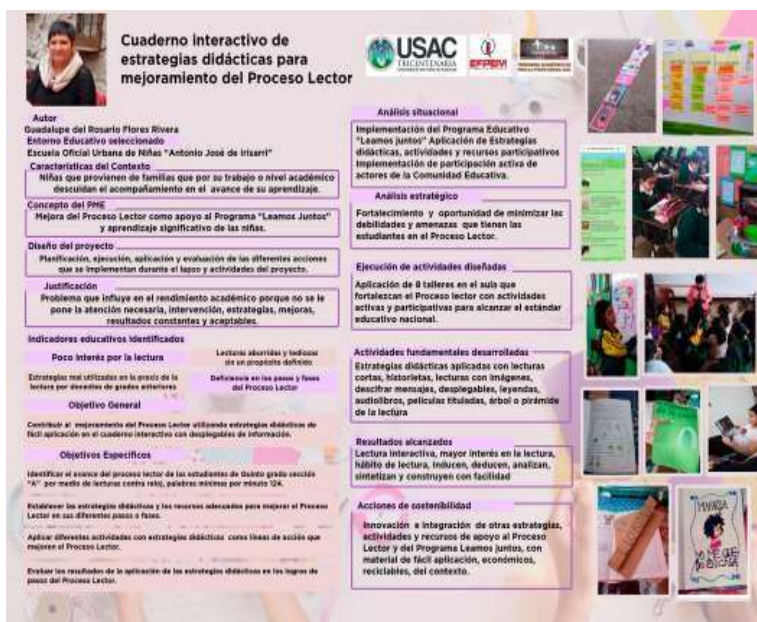 Cuaderno interactivo de
estrategias didácticas para
mejoramiento del Proceso Lector
USAC
TRICENTENARIA
EFPEM
Autor
Guadalupe del Rosario Flores Rivera
Entorno Educativo seleccionado
Escuela Oficial Urbana de Niñas "Antonio José de Irisarri"
Características del Contexto
Niñas que provienen de familias que por su trabajo o nivel académico
descuidan el acompañamiento en el avance de su aprendizaje.
Concepto del PME
Mejora del Proceso Lector como apoyo al Programa "Leamos Juntos"
y aprendizaje significativo de las niñas.
Diseño del proyecto
Planificación, ejecución, aplicación y evaluación de las diferentes acciones
que se implementan durante el lapso y actividades del proyecto.
Justificación
Problema que influye en el rendimiento académico porque no se le
pone la atención necesaria, intervención, estrategias, mejoras,
resultados constantes y aceptables.
Indicadores educativos identificados
Poco interés por la lectura
Lecturas aburridas y tediosas
sin un propósito definido
Estrategias mal utilizadas en la praxis de la
lectura por docentes de grados anteriores
Deficiencia en los pasos y fases
del Proceso Lector
Objetivo General
Contribuir al mejoramiento del Proceso Lector utilizando estrategias didácticas de
fácil aplicación en el cuaderno interactivo con desplegables de información.
Objetivos Específicos
Identificar el avance del proceso lector de las estudiantes de Quinto grado sección
"A" por medio de lecturas contra reloj, palabras mínimas por minuto 124.
Establecer las estrategias didácticas y los recursos adecuados para mejorar el Proceso
Lector en sus diferentes pasos o fases.
Aplicar diferentes actividades con estrategias didácticas como líneas de acción que
mejoren el Proceso Lector.
Evaluar los resultados de la aplicación de las estrategias didácticas en los logros de
pasos del Proceso Lector.
Análisis situacional
Implementación del Programa Educativo
"Leamos juntos" Aplicación de Estrategias
didácticas, actividades y recursos participativos
Implementación de participación activa de
actores de la Comunidad Educativa.
Análisis estratégico
Fortalecimiento y oportunidad de minimizar las
debilidades y amenazas que tienen las
estudiantes en el Proceso Lector.
Ejecución de actividades diseñadas
Aplicación de 8 talleres en el aula que
fortalezcan el Proceso lector con actividades
activas y participativas para alcanzar el estándar
educativo nacional.
Actividades fundamentales desarrolladas
Estrategias didácticas aplicadas con lecturas
cortas, historietas, lecturas con imágenes,
descifrar mensajes, desplegables, leyendas,
audiolibros, películas tituladas, árbol o pirámide
de la lectura
Resultados alcanzados
Lectura interactiva, mayor interés en la lectura,
hábito de lectura, inducen, deducen, analizan,
sintetizan y construyen con facilidad
Acciones de sostenibilidad
Innovación e integración de otras estrategias,
actividades y recursos de apoyo al Proceso
Lector y del Programa Leamos juntos, con
material de fácil aplicación, económicos,
reciclables, del contexto.
MAFALDA